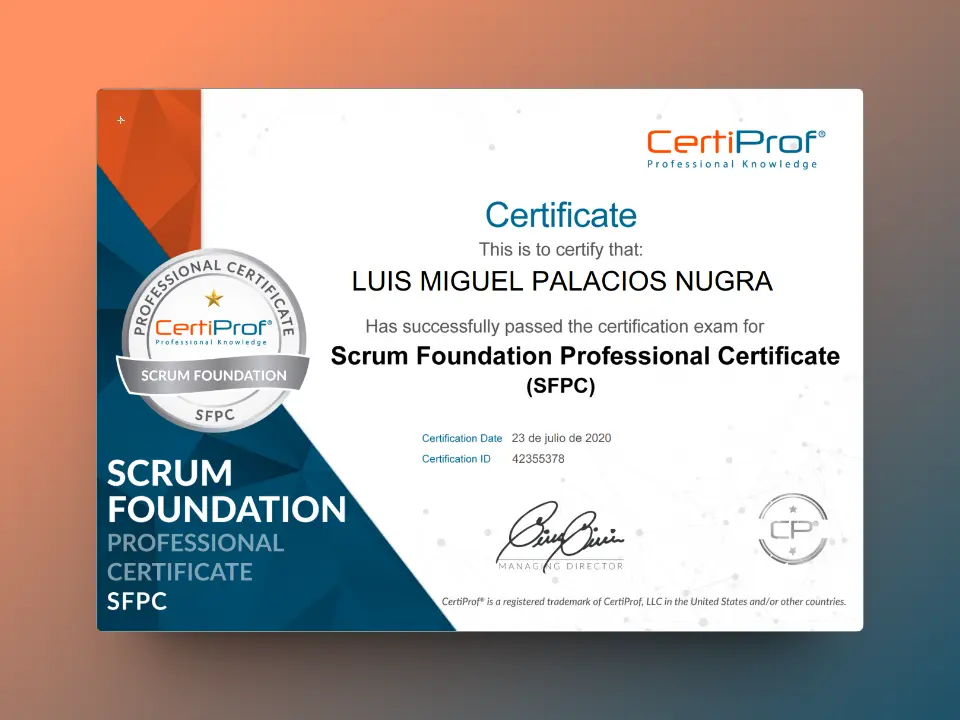 CertiProf®
Professional Knowledge
Certificate
This is to certify that:
LUIS MIGUEL PALACIOS NUGRA
Has successfully passed the certification exam for
Scrum Foundation Professional Certificate
(SFPC)
Certification Date 23 de julio de 2020
Certification ID 42355378
MANAGING DIRECTOR
CP®
CertiProf® is a registered trademark of CertiProf, LLC in the United States and/or other countries.
PROFESSIONAL CERTIFICATE
CertiProf®
Professional Knowledge
SCRUM FOUNDATION
SFPC
SCRUM
FOUNDATION
PROFESSIONAL
CERTIFICATE
SFPC